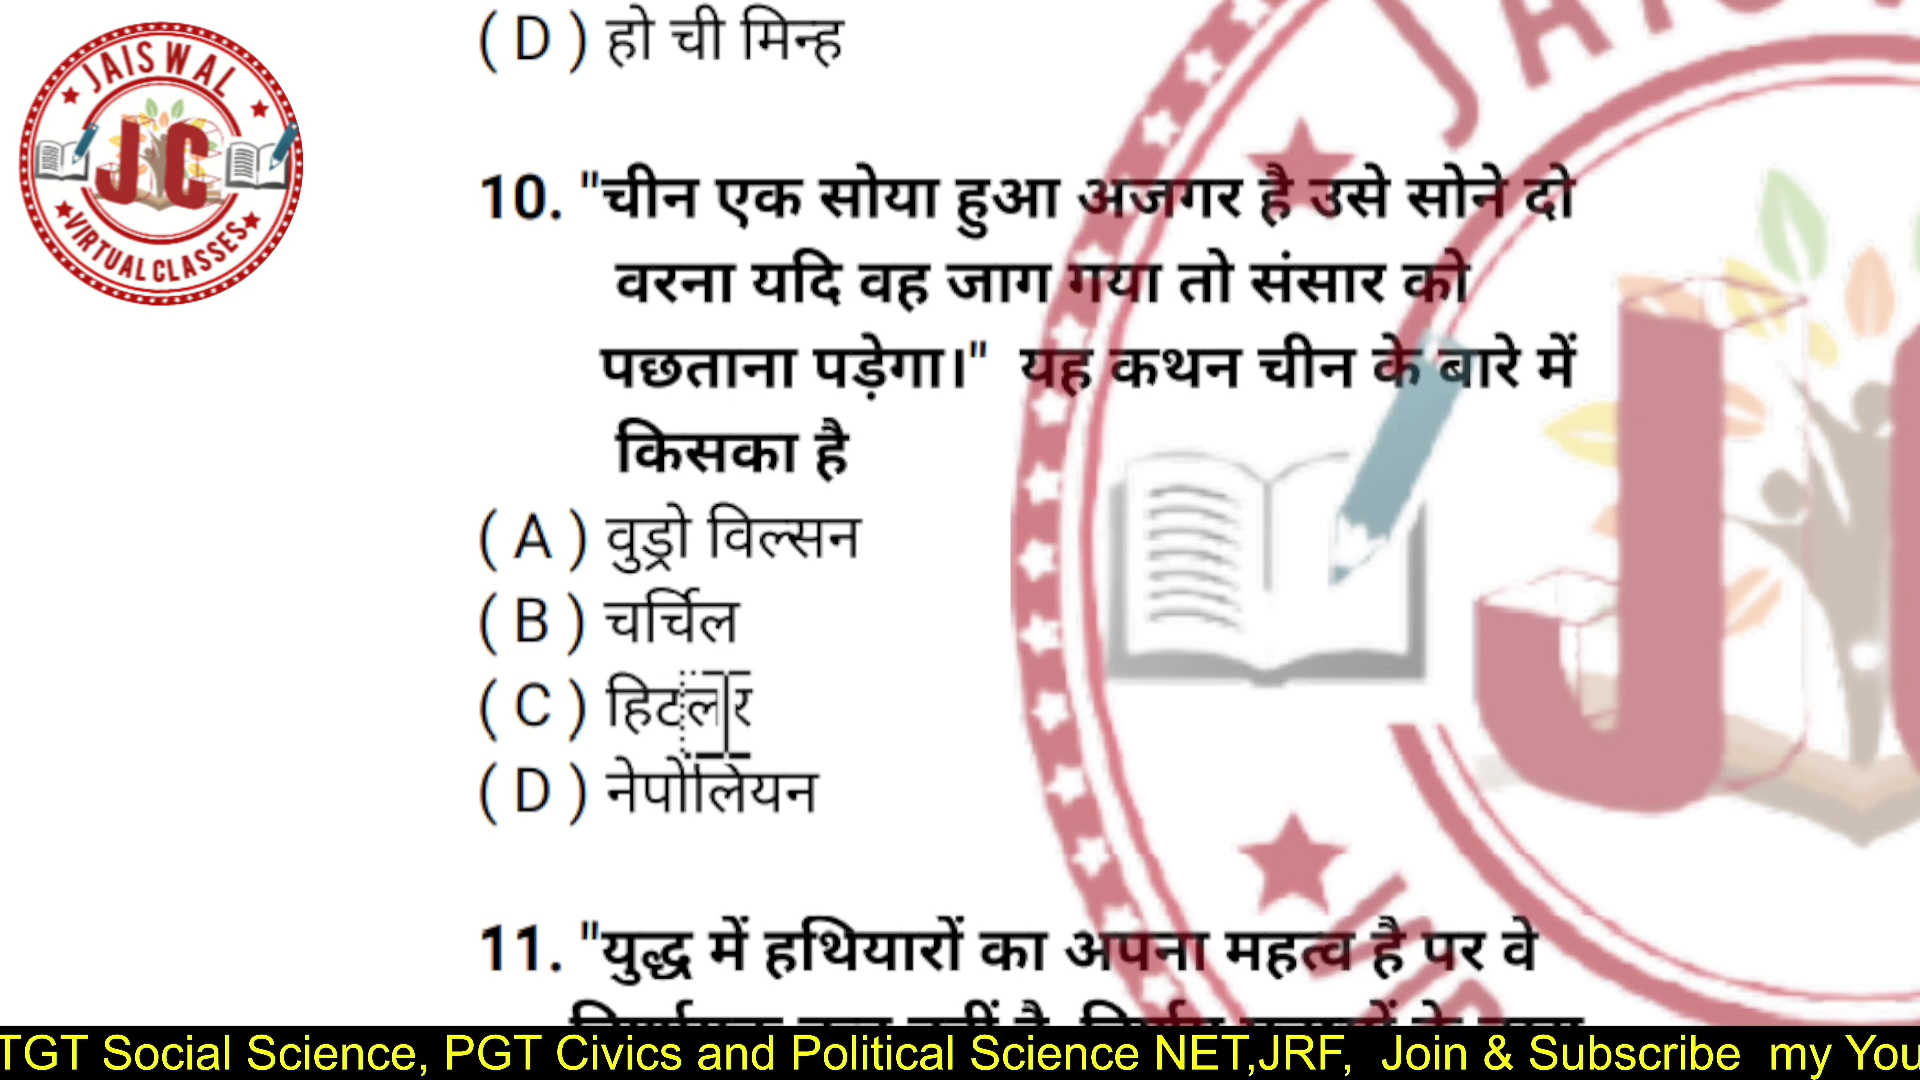 JAISWAL
JC
VIRTUAL CLASSES
( D ) हो ची मिन्ह
10. "चीन एक सोया हुआ अजगर है उसे सोने दो
वरना यदि वह जाग गया तो संसार को
पछताना पड़ेगा।" यह कथन चीन के बारे में
किसका है
( A ) वुड्रो विल्सन
( B ) चर्चिल
( C ) हिटलर
( D ) नेपोलियन
11. "युद्ध में हथियारों का अपना महत्व है पर वे
TGT Social Science, PGT Civics and Political Science NET,JRF, Join & Subscribe my You